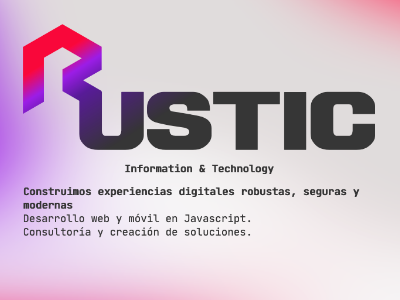 RUSTIC
Information & Technology
Construimos experiencias digitales robustas, seguras y
modernas
Desarrollo web y móvil en Javascript.
Consultoría y creación de soluciones.